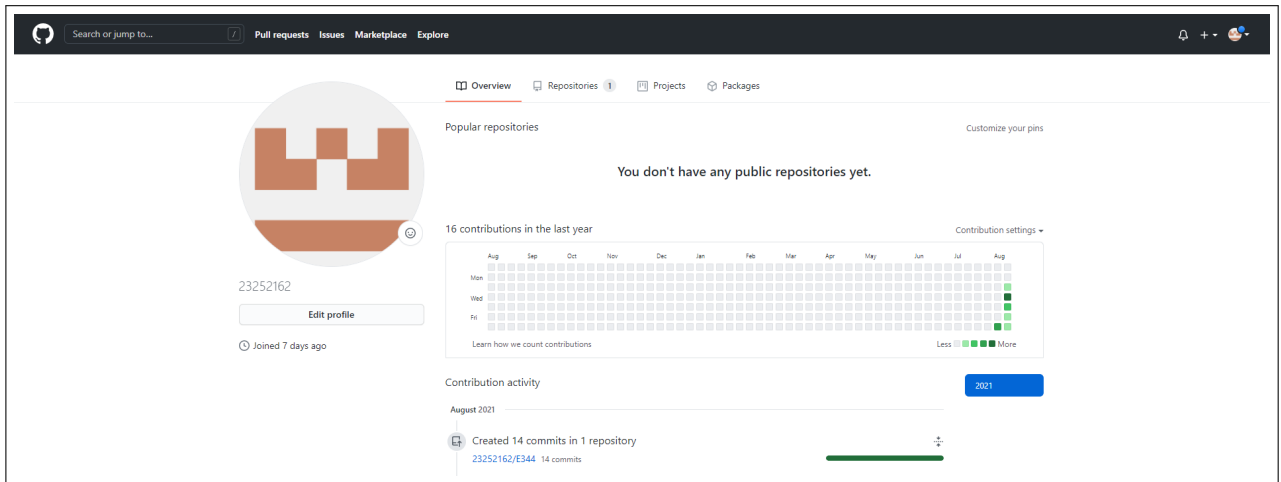 Search or jump to... /
Pull requests Issues Marketplace Explore
Overview Repositories 1 Projects Packages
Popular repositories Customize your pins
You don't have any public repositories yet.
16 contributions in the last year Contribution settings
Aug Sep Oct Nov Dec Jan Feb Mar Apr May Jun Jul Aug
Mon
Wed
Fri
Learn how we count contributions Less More
23252162
Edit profile
Joined 7 days ago
Contribution activity 2021
August 2021
Created 14 commits in 1 repository
23252162/E344 14 commits